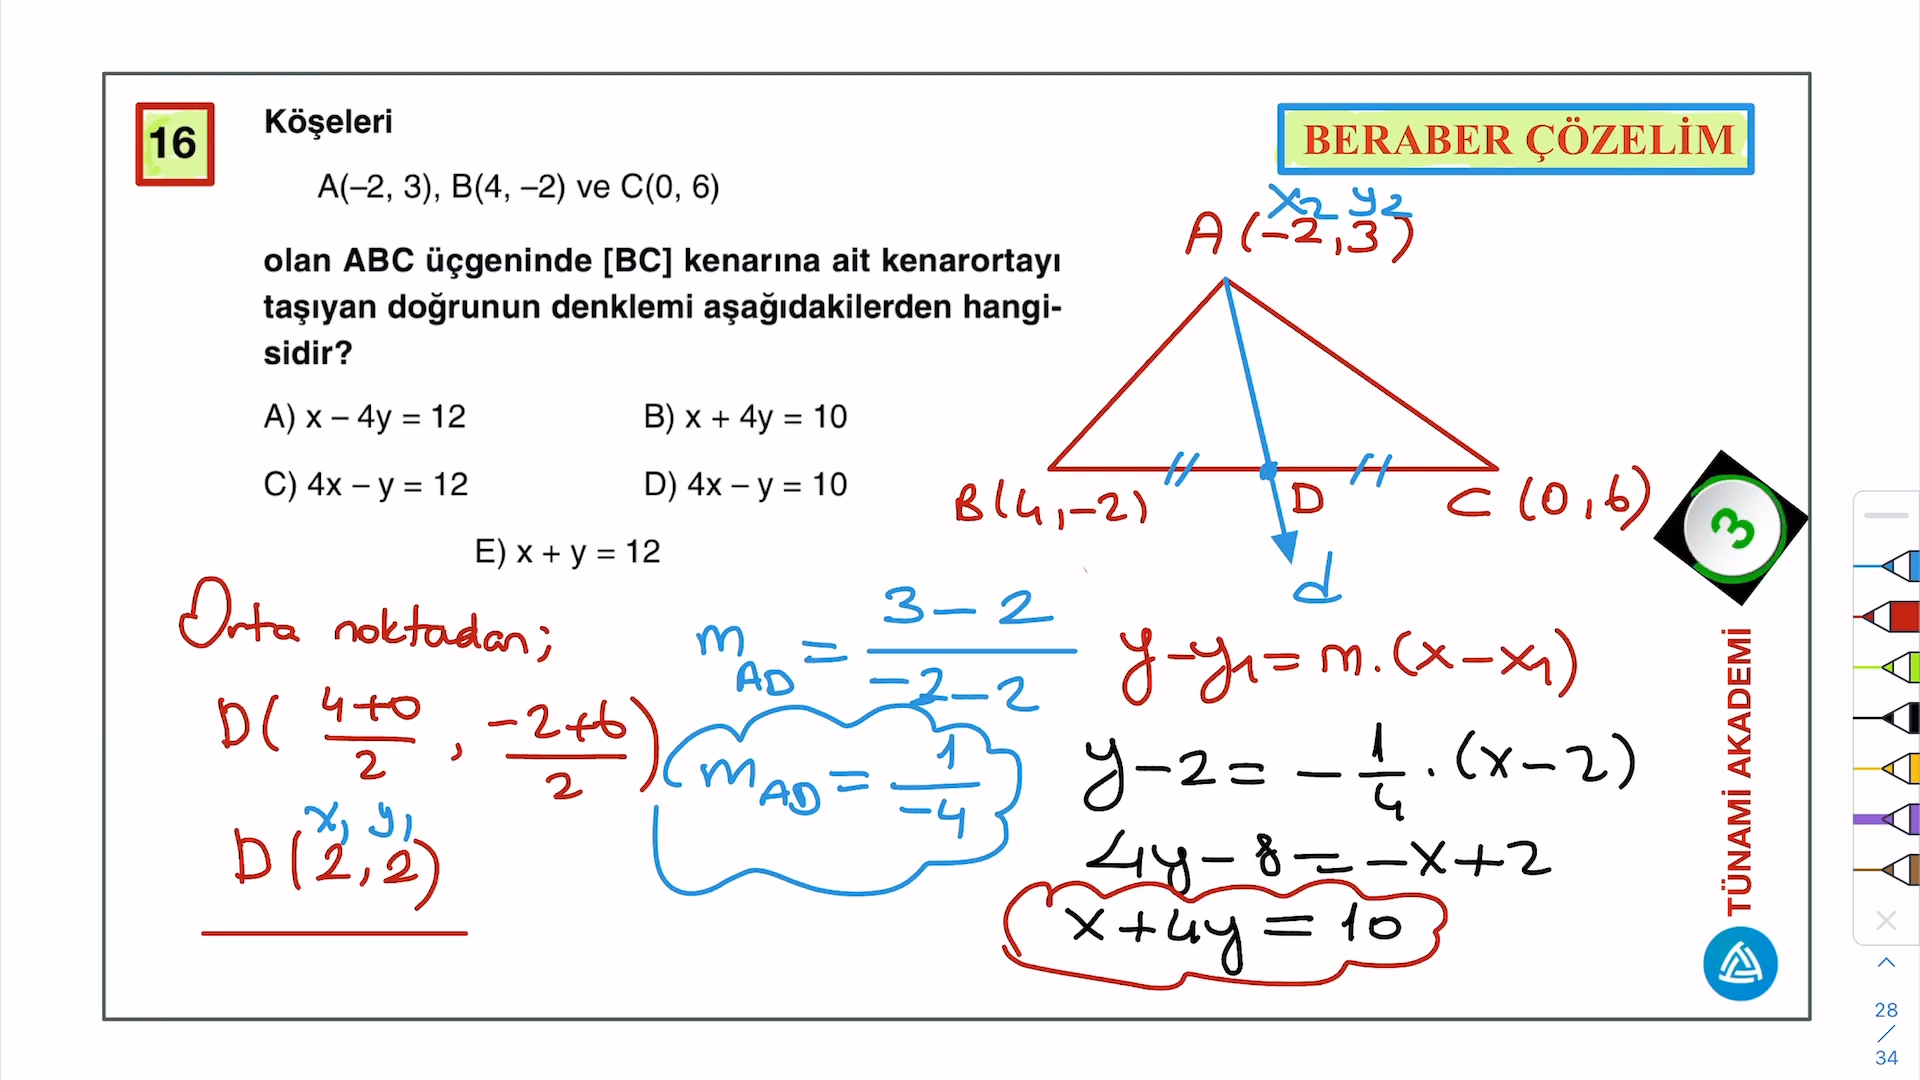 16
Köşeleri
BERABER ÇÖZELİM
A(–2, 3), B(4, –2) ve C(0, 6)
olan ABC üçgeninde [BC] kenarına ait kenarortayı
taşıyan doğrunun denklemi aşağıdakilerden hangi-
sidir?
A) x – 4y = 12
B) x + 4y = 10
C) 4x – y = 12
D) 4x – y = 10
E) x + y = 12
x2 y2
A(-2,3)
B(4,-2)
D
C(0,6)
d
3
Orta noktadan;
D( 4+0/2 , -2+6/2 )
x1 y1
D(2,2)
mAD = 3-2/-2-2
mAD = 1/-4
y-y1 = m.(x-x1)
y-2 = -1/4.(x-2)
4y-8 = -x+2
x+4y = 10
TÜNAMİ AKADEMİ
28
/
34